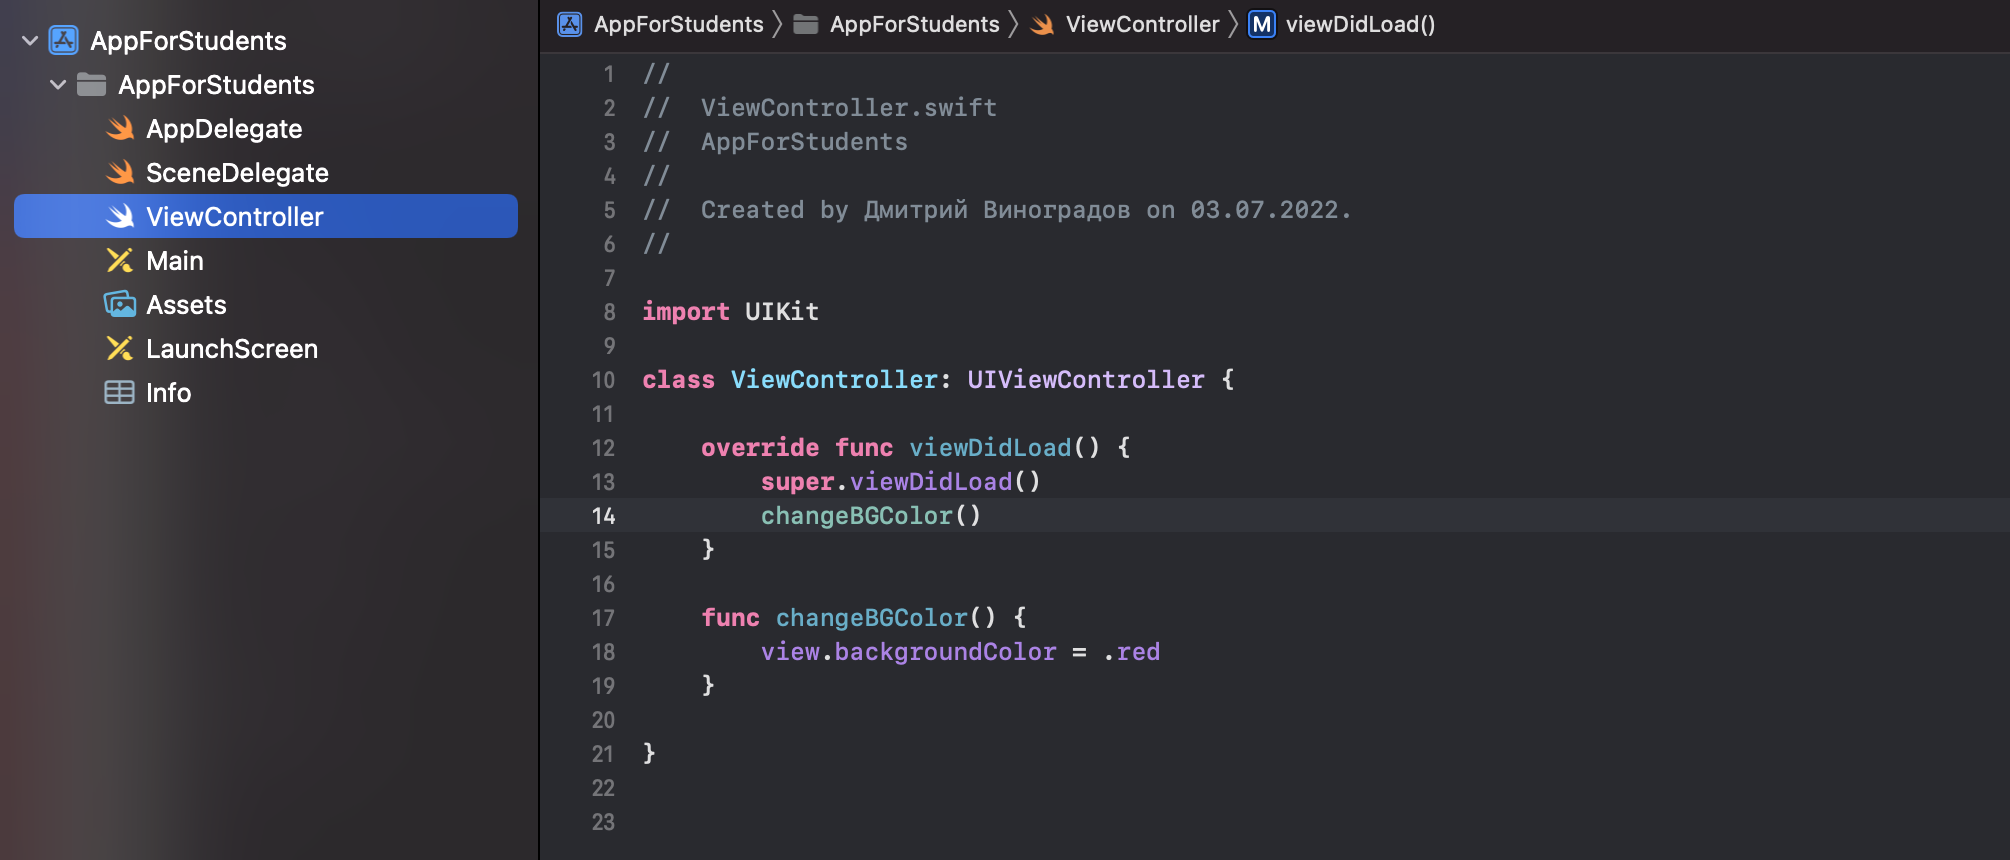 AppForStudents
AppForStudents
AppDelegate
SceneDelegate
ViewController
Main
Assets
LaunchScreen
Info
AppForStudents AppForStudents ViewController M viewDidLoad()
1 //
2 //  ViewController.swift
3 //  AppForStudents
4 //
5 //  Created by Дмитрий Виноградов on 03.07.2022.
6 //
7
8 import UIKit
9
10 class ViewController: UIViewController {
11
12     override func viewDidLoad() {
13         super.viewDidLoad()
14         changeBGColor()
15     }
16
17     func changeBGColor() {
18         view.backgroundColor = .red
19     }
20
21 }
22
23